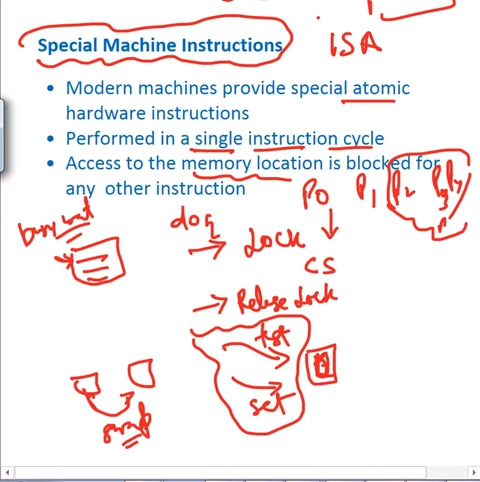 ISA
Special Machine Instructions
• Modern machines provide special atomic
hardware instructions
• Performed in a single instruction cycle
• Access to the memory location is blocked for
any other instruction
P0 P1 P2 P3 P4
busy wait
Lock
CS
Release Lock
test
set
swap